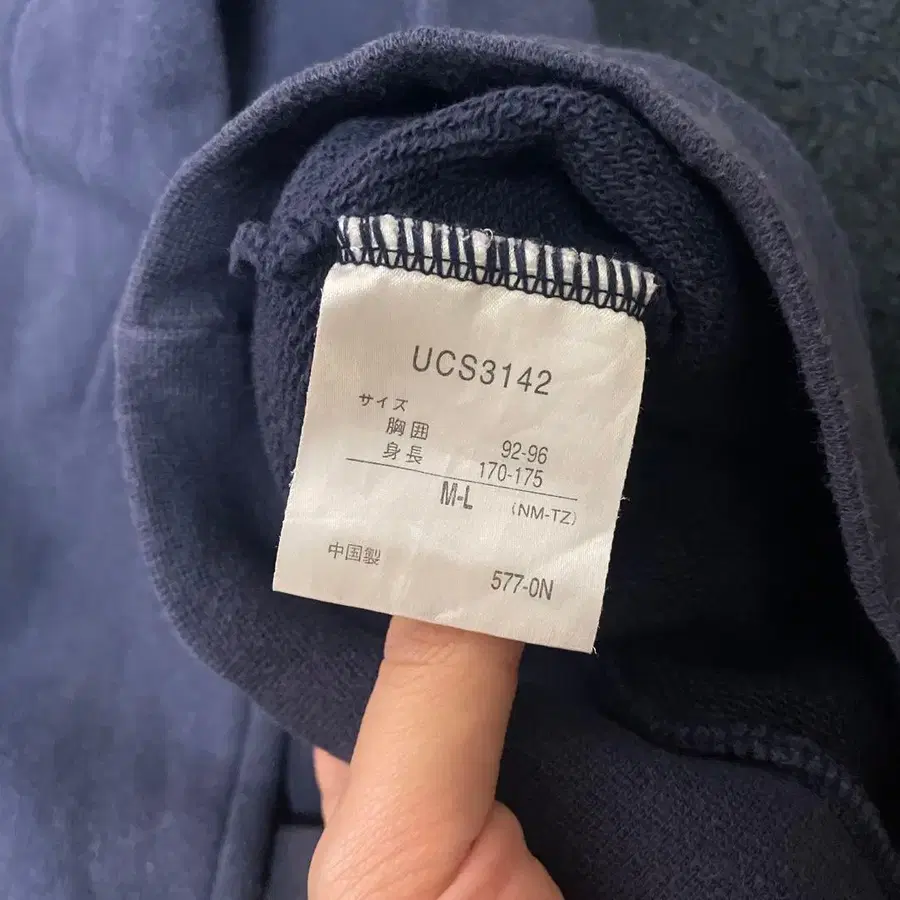 UCS3142
サイズ
胸囲 92-96
身長 170-175
M-L (NM-TZ)
中国製
577-0N